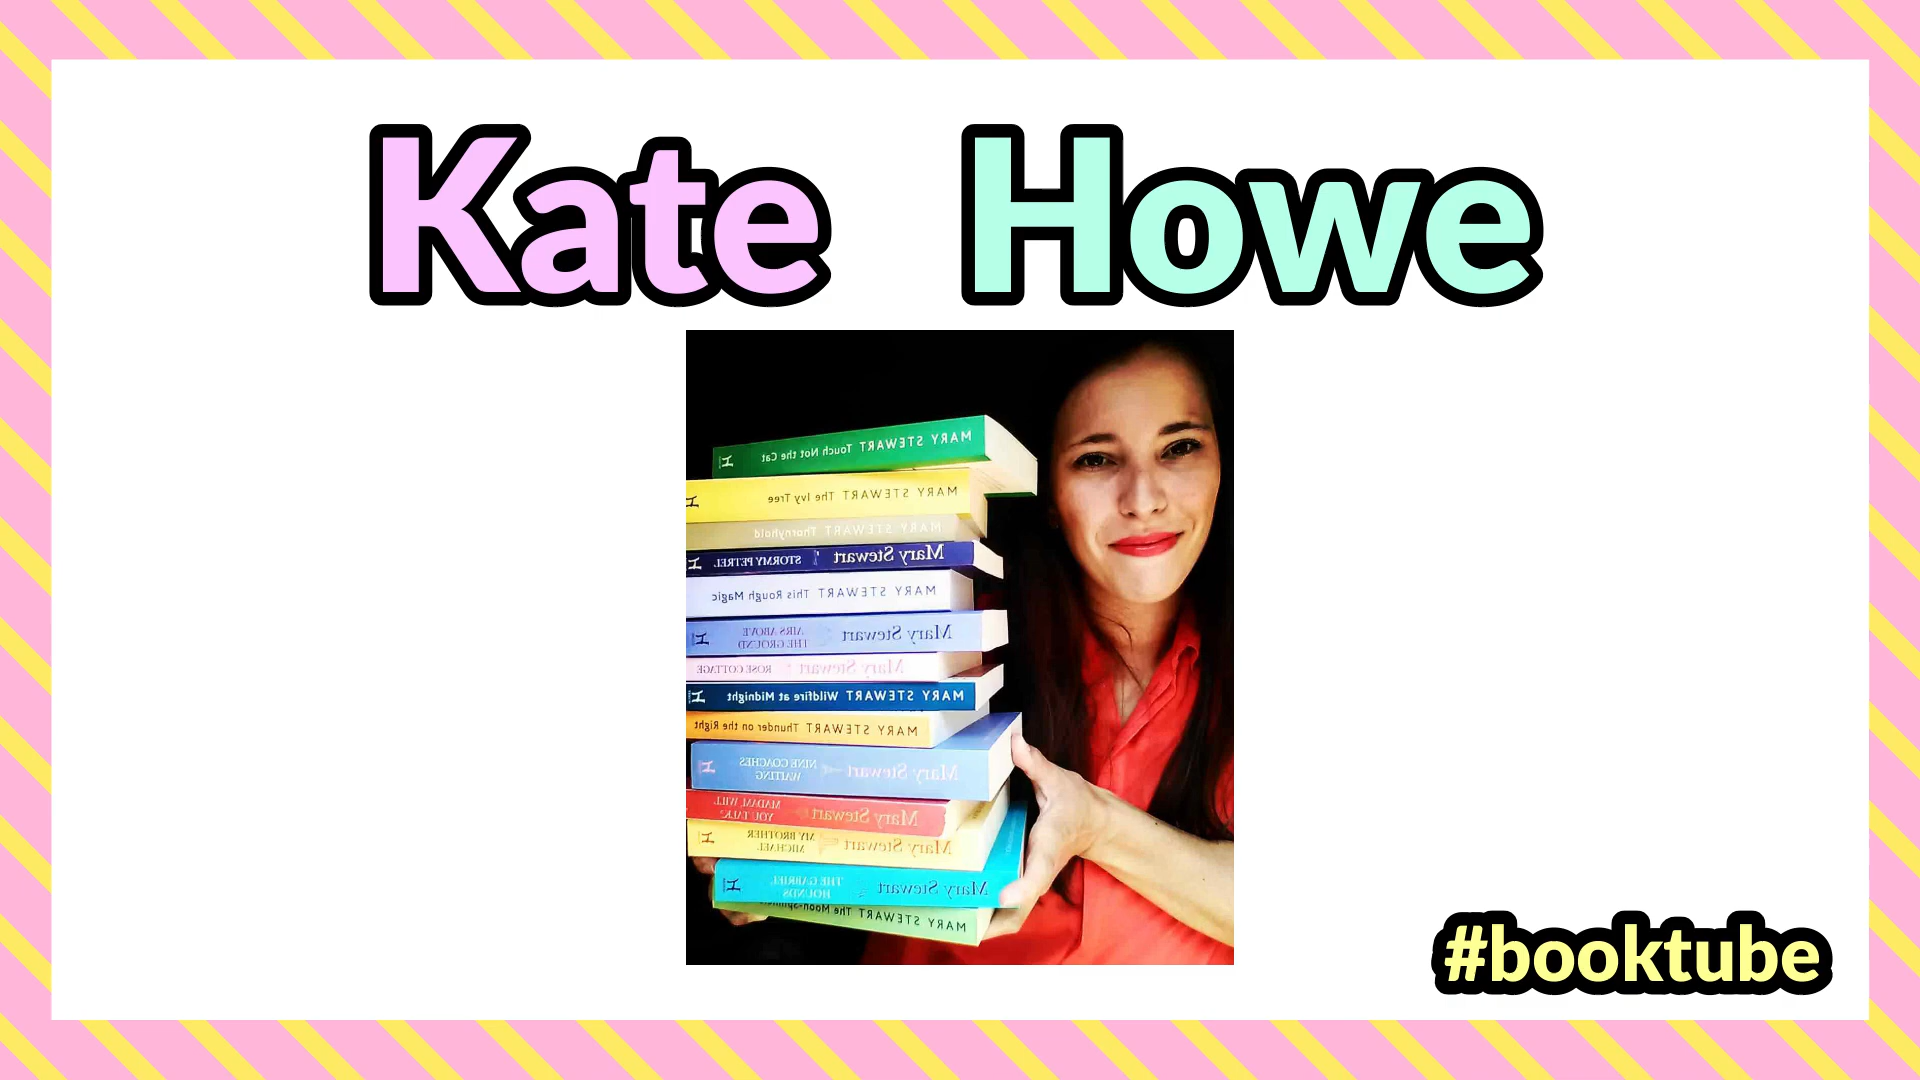 Kate Howe
MARY STEWART Touch Not the Cat
MARY STEWART The Ivy Tree
MARY STEWART Thornyhold
Mary Stewart STORMY PETREL
MARY STEWART This Rough Magic
Mary Stewart AIRS ABOVE
THE GROUND
Mary Stewart ROSE COTTAGE
MARY STEWART Wildfire at Midnight
MARY STEWART Thunder on the Right
Mary Stewart NINE COACHES
WAITING
Mary Stewart MADAM, WILL
YOU TALK?
Mary Stewart MY BROTHER
MICHAEL
Mary Stewart THE GABRIEL
HOUNDS
MARY STEWART The Moon-Spinners
#booktube